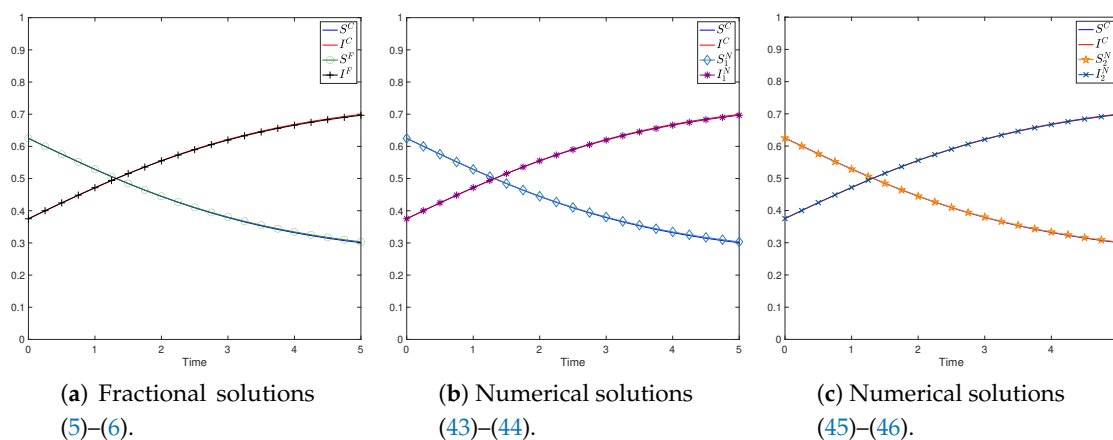 1
0.9
0.8
0.7
0.6
0.5
0.4
0.3
0.2
0.1
0
0 1 2 3 4 5
Time
S^C
I^C
S^F
I^F
(a) Fractional solutions
(5)–(6).
1
0.9
0.8
0.7
0.6
0.5
0.4
0.3
0.2
0.1
0
0 1 2 3 4 5
Time
S^C
I^C
S_1^N
I_1^N
(b) Numerical solutions
(43)–(44).
1
0.9
0.8
0.7
0.6
0.5
0.4
0.3
0.2
0.1
0
0 1 2 3 4
Time
S^C
I^C
S_2^N
I_2^N
(c) Numerical solutions
(45)–(46).